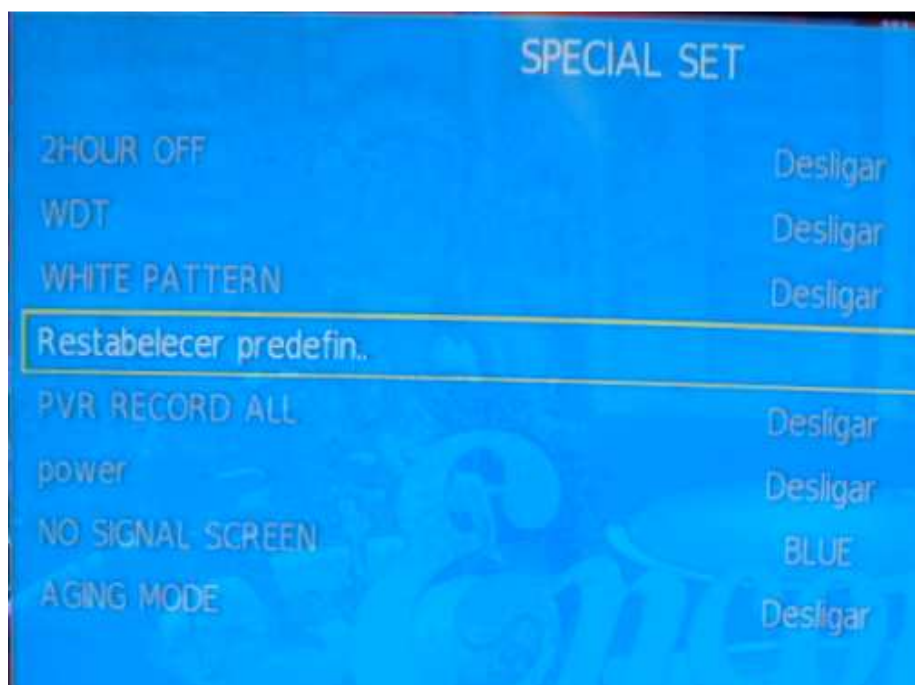 SPECIAL SET
2HOUR OFF Desligar
WDT Desligar
WHITE PATTERN Desligar
Restabelecer predefin..
PVR RECORD ALL Desligar
power Desligar
NO SIGNAL SCREEN BLUE
AGING MODE Desligar